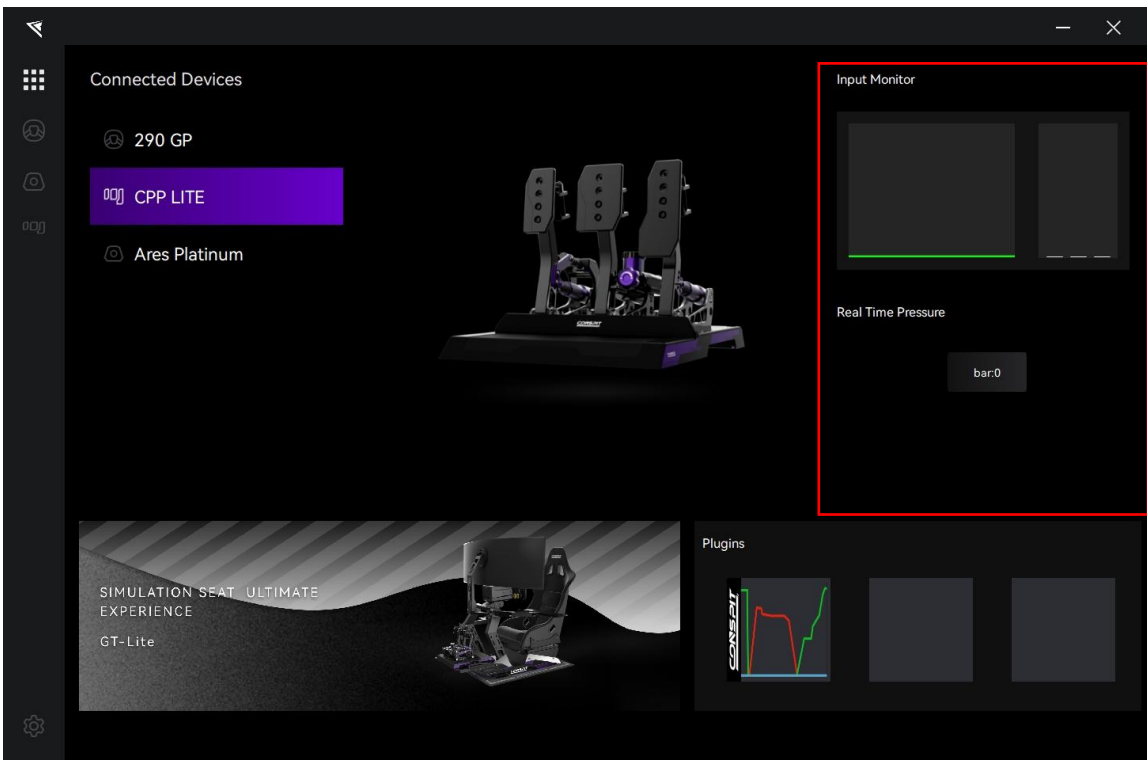 Connected Devices
290 GP
CPP LITE
Ares Platinum
CONSPIT
Input Monitor
Real Time Pressure
bar:0
SIMULATION SEAT ULTIMATE
EXPERIENCE
GT-Lite
Plugins
CONSPIT